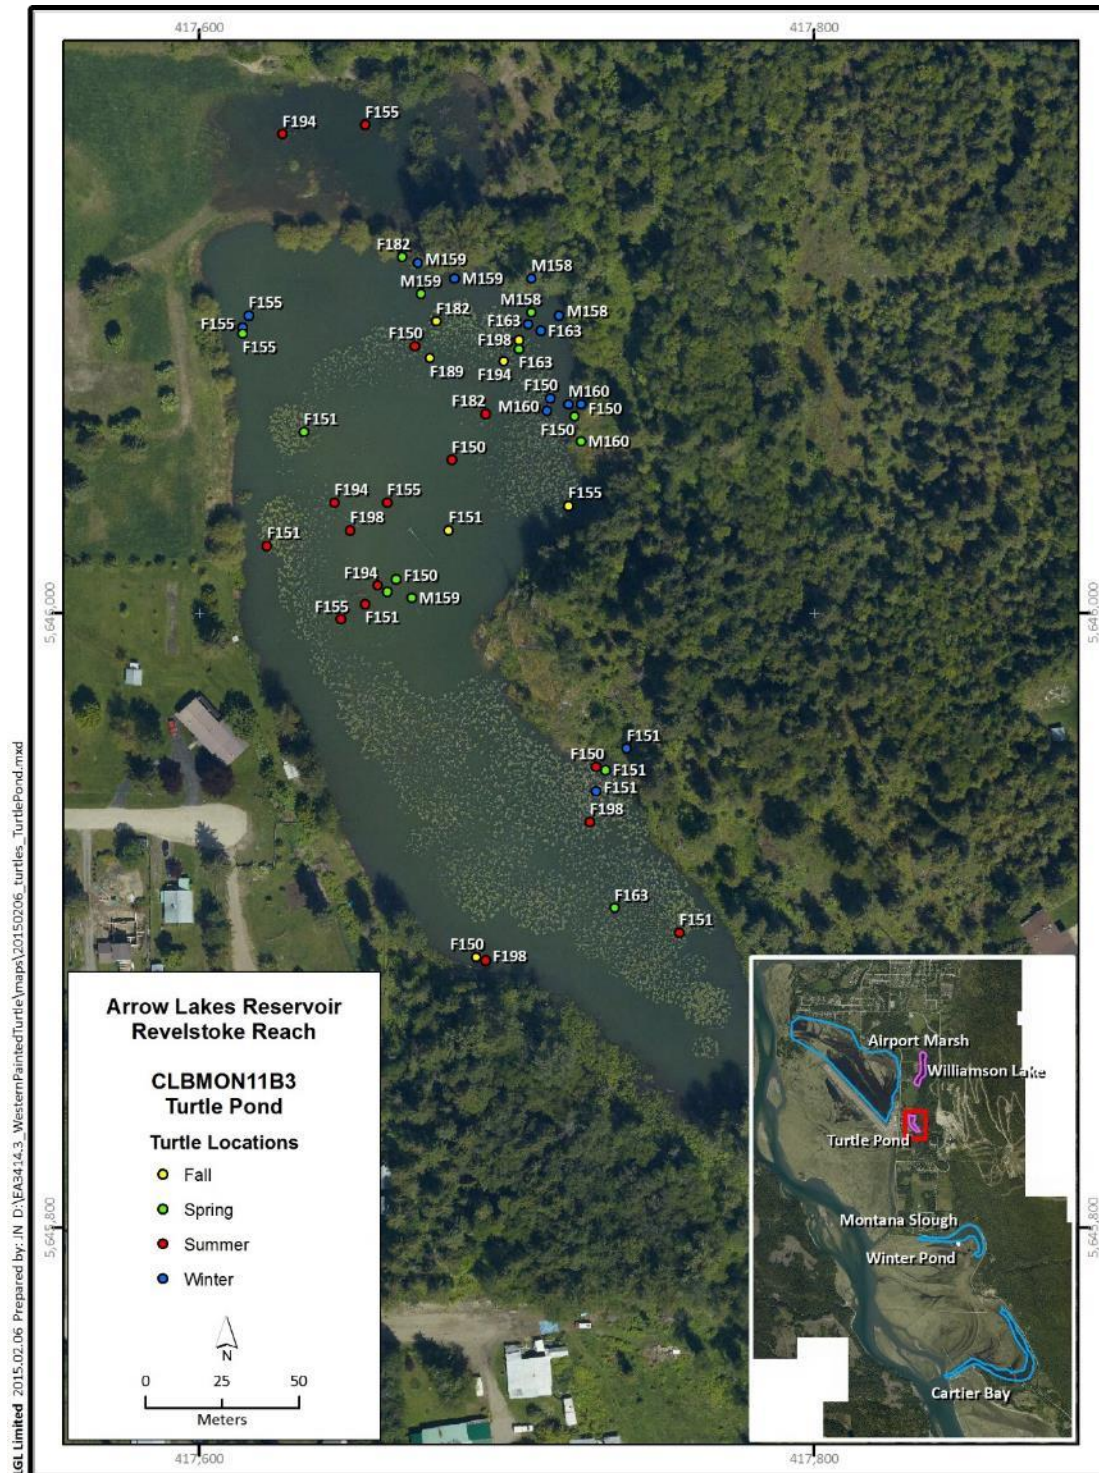 417,600 417,800
F194 F155
F182 M159
M159 M158
M159
M158
F155 F182 F163 M158
F155 F150 F198 F163
F155 F189 F163
F194
F150 M160
F182 M160 F150
F151 F150
F150 M160
F194 F155 F155
F198 F151
F151
F194 F150
M159
F155 F151
5,646,000 5,646,000
F151
F150 F151
F151
F198
F163
F151
F150 F198
Arrow Lakes Reservoir
Revelstoke Reach
CLBMON11B3
Turtle Pond
Turtle Locations
Fall
Spring
Summer
Winter
N
0 25 50
Meters
Airport Marsh
Williamson Lake
Turtle Pond
Montana Slough
Winter Pond
Cartier Bay
5,645,800 5,645,800
417,600 417,800
LGL Limited 2015.02.06 Prepared by: JN D:\EA3414.3_WesternPaintedTurtle\maps\20150206_turtles_TurtlePond.mxd